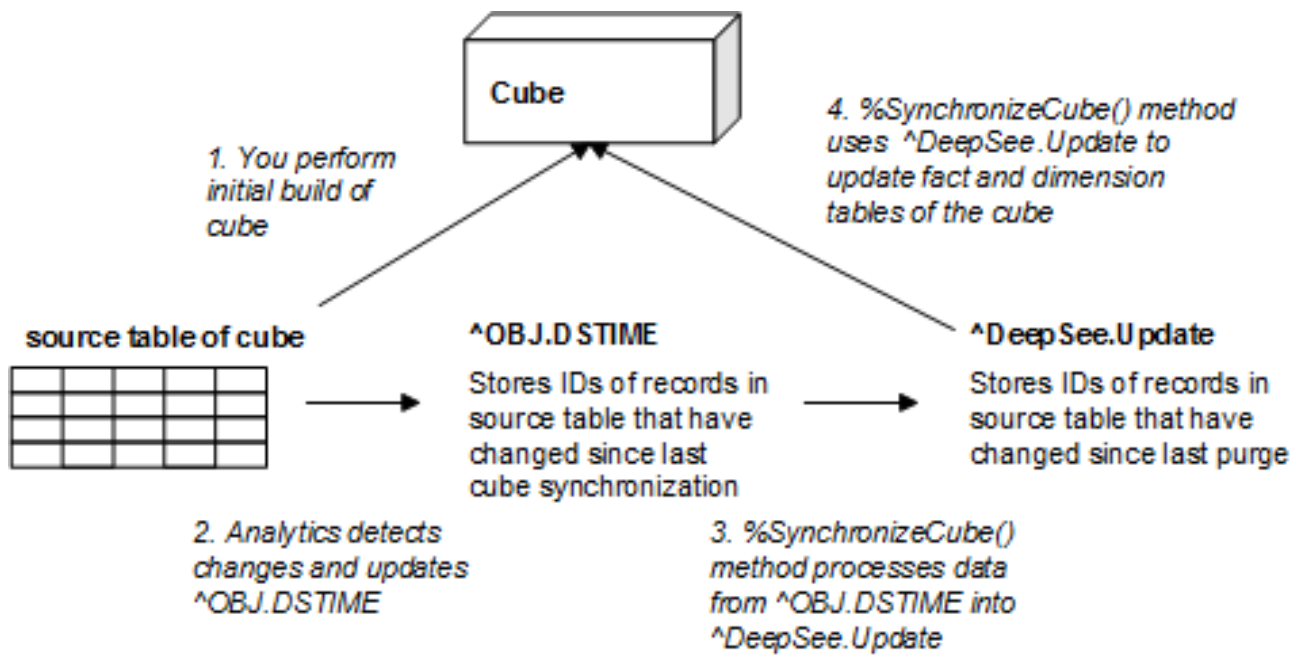 Cube
1. You perform
initial build of
cube
4. %SynchronizeCube() method
uses ^DeepSee.Update to
update fact and dimension
tables of the cube
source table of cube
^OBJ.DSTIME
Stores IDs of records in
source table that have
changed since last
cube synchronization
^DeepSee.Update
Stores IDs of records in
source table that have
changed since last purge
2. Analytics detects
changes and updates
^OBJ.DSTIME
3. %SynchronizeCube()
method processes data
from ^OBJ.DSTIME into
^DeepSee.Update